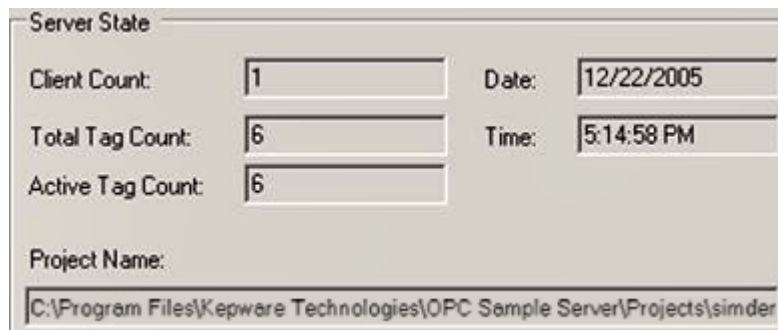 Server State
Client Count: 1 Date: 12/22/2005
Total Tag Count: 6 Time: 5:14:58 PM
Active Tag Count: 6
Project Name:
C:\Program Files\Kepware Technologies\OPC Sample Server\Projects\simder